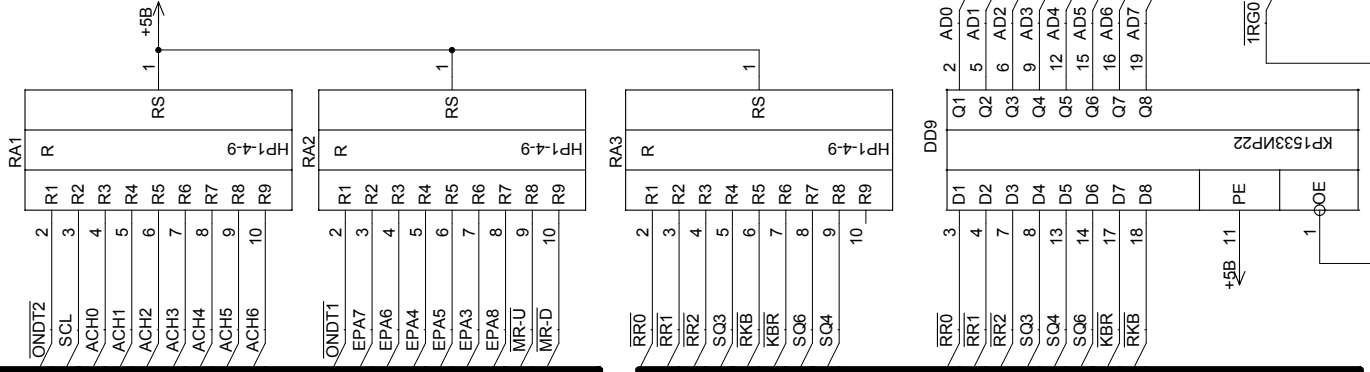 +5В
1
1
1
RA1
RS
R
НР1-4-9
R1 R2 R3 R4 R5 R6 R7 R8 R9
2 3 4 5 6 7 8 9 10
ONDT2 SCL ACH0 ACH1 ACH2 ACH3 ACH4 ACH5 ACH6
RA2
RS
R
НР1-4-9
R1 R2 R3 R4 R5 R6 R7 R8 R9
2 3 4 5 6 7 8 9 10
ONDT1 EPA7 EPA6 EPA4 EPA5 EPA3 EPA8 MR-U MR-D
RA3
RS
R
НР1-4-9
R1 R2 R3 R4 R5 R6 R7 R8 R9
2 3 4 5 6 7 8 9 10
RR0 RR1 RR2 SQ3 RKB KBR SQ6 SQ4
AD0 AD1 AD2 AD3 AD4 AD5 AD6 AD7
2 5 6 9 12 15 16 19
1RG0
DD9
Q1 Q2 Q3 Q4 Q5 Q6 Q7 Q8
КР1533ИР22
D1 D2 D3 D4 D5 D6 D7 D8 PE OE
3 4 7 8 13 14 17 18 11 1
+5В
RR0 RR1 RR2 SQ3 SQ4 SQ6 KBR RKB